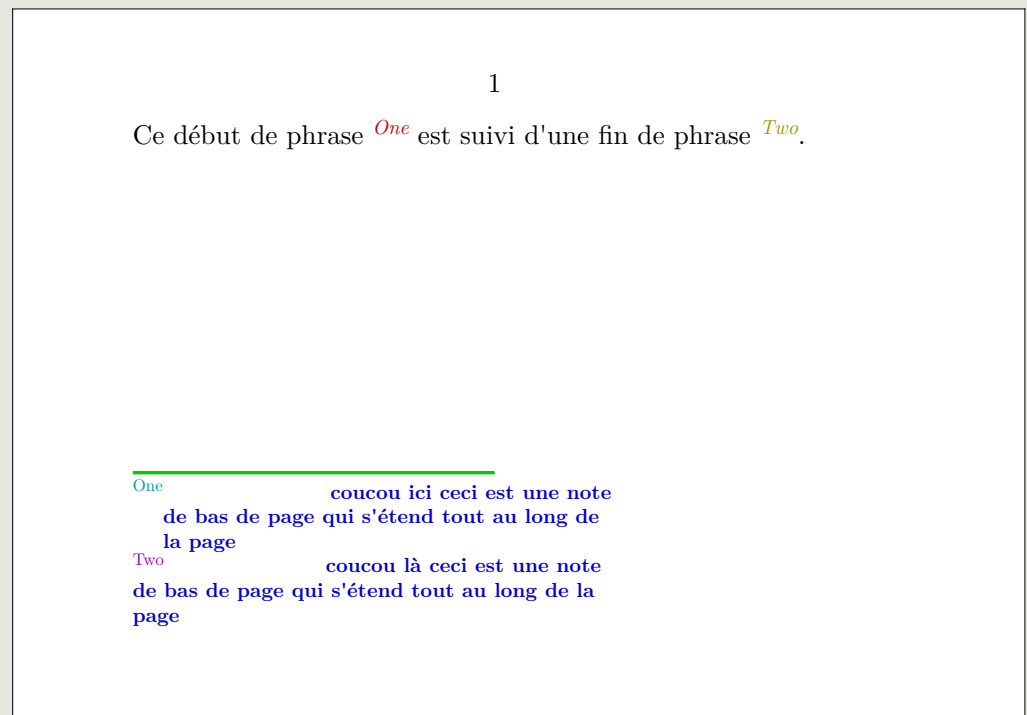 1
Ce début de phrase One est suivi d'une fin de phrase Two.
One coucou ici ceci est une note
de bas de page qui s'étend tout au long de
la page
Two coucou là ceci est une note
de bas de page qui s'étend tout au long de la
page